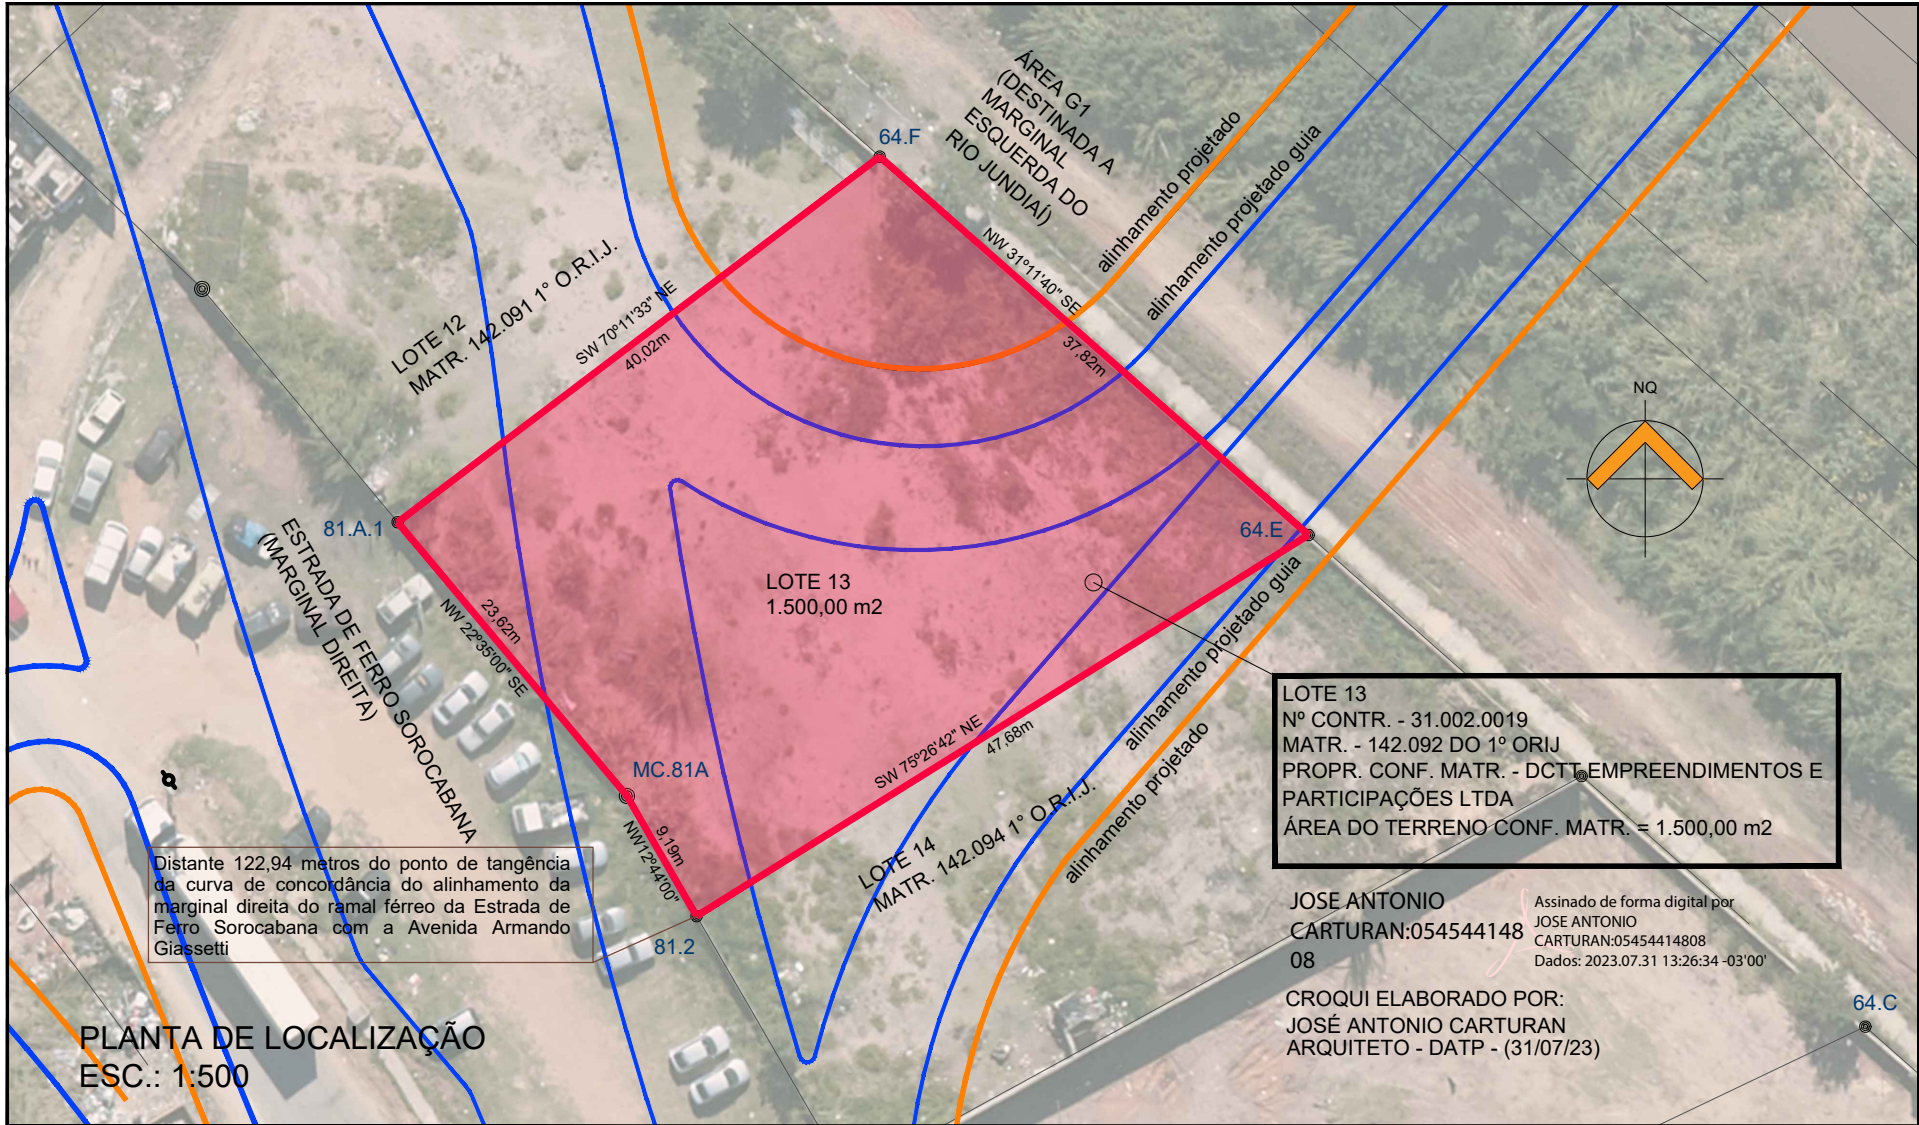 ÁREA G1
(DESTINADA A
MARGINAL
ESQUERDA DO
RIO JUNDIAÍ)
64.F
alinhamento projetado
alinhamento projetado guia
NW 31°11'40" SE
37,82m
LOTE 12
MATR. 142.091 1° O.R.I.J.
SW 70º11'33" NE
40,02m
NQ
81.A.1
64.E
ESTRADA DE FERRO SOROCABANA
(MARGINAL DIREITA)
23,62m
NW 22º35'00" SE
LOTE 13
1.500,00 m2
alinhamento projetado guia
alinhamento projetado
MC.81A
9,19m
NW12º44'00"
SW 75º26'42" NE
47,68m
LOTE 14
MATR. 142.094 1° O.R.I.J.
81.2
LOTE 13
Nº CONTR. - 31.002.0019
MATR. - 142.092 DO 1º ORIJ
PROPR. CONF. MATR. - DCTT EMPREENDIMENTOS E
PARTICIPAÇÕES LTDA
ÁREA DO TERRENO CONF. MATR. = 1.500,00 m2
Distante 122,94 metros do ponto de tangência
da curva de concordância do alinhamento da
marginal direita do ramal férreo da Estrada de
Ferro Sorocabana com a Avenida Armando
Giassetti
JOSE ANTONIO
CARTURAN:054544148
08
Assinado de forma digital por
JOSE ANTONIO
CARTURAN:05454414808
Dados: 2023.07.31 13:26:34 -03'00'
CROQUI ELABORADO POR:
JOSÉ ANTONIO CARTURAN
ARQUITETO - DATP - (31/07/23)
64.C
PLANTA DE LOCALIZAÇÃO
ESC.: 1:500